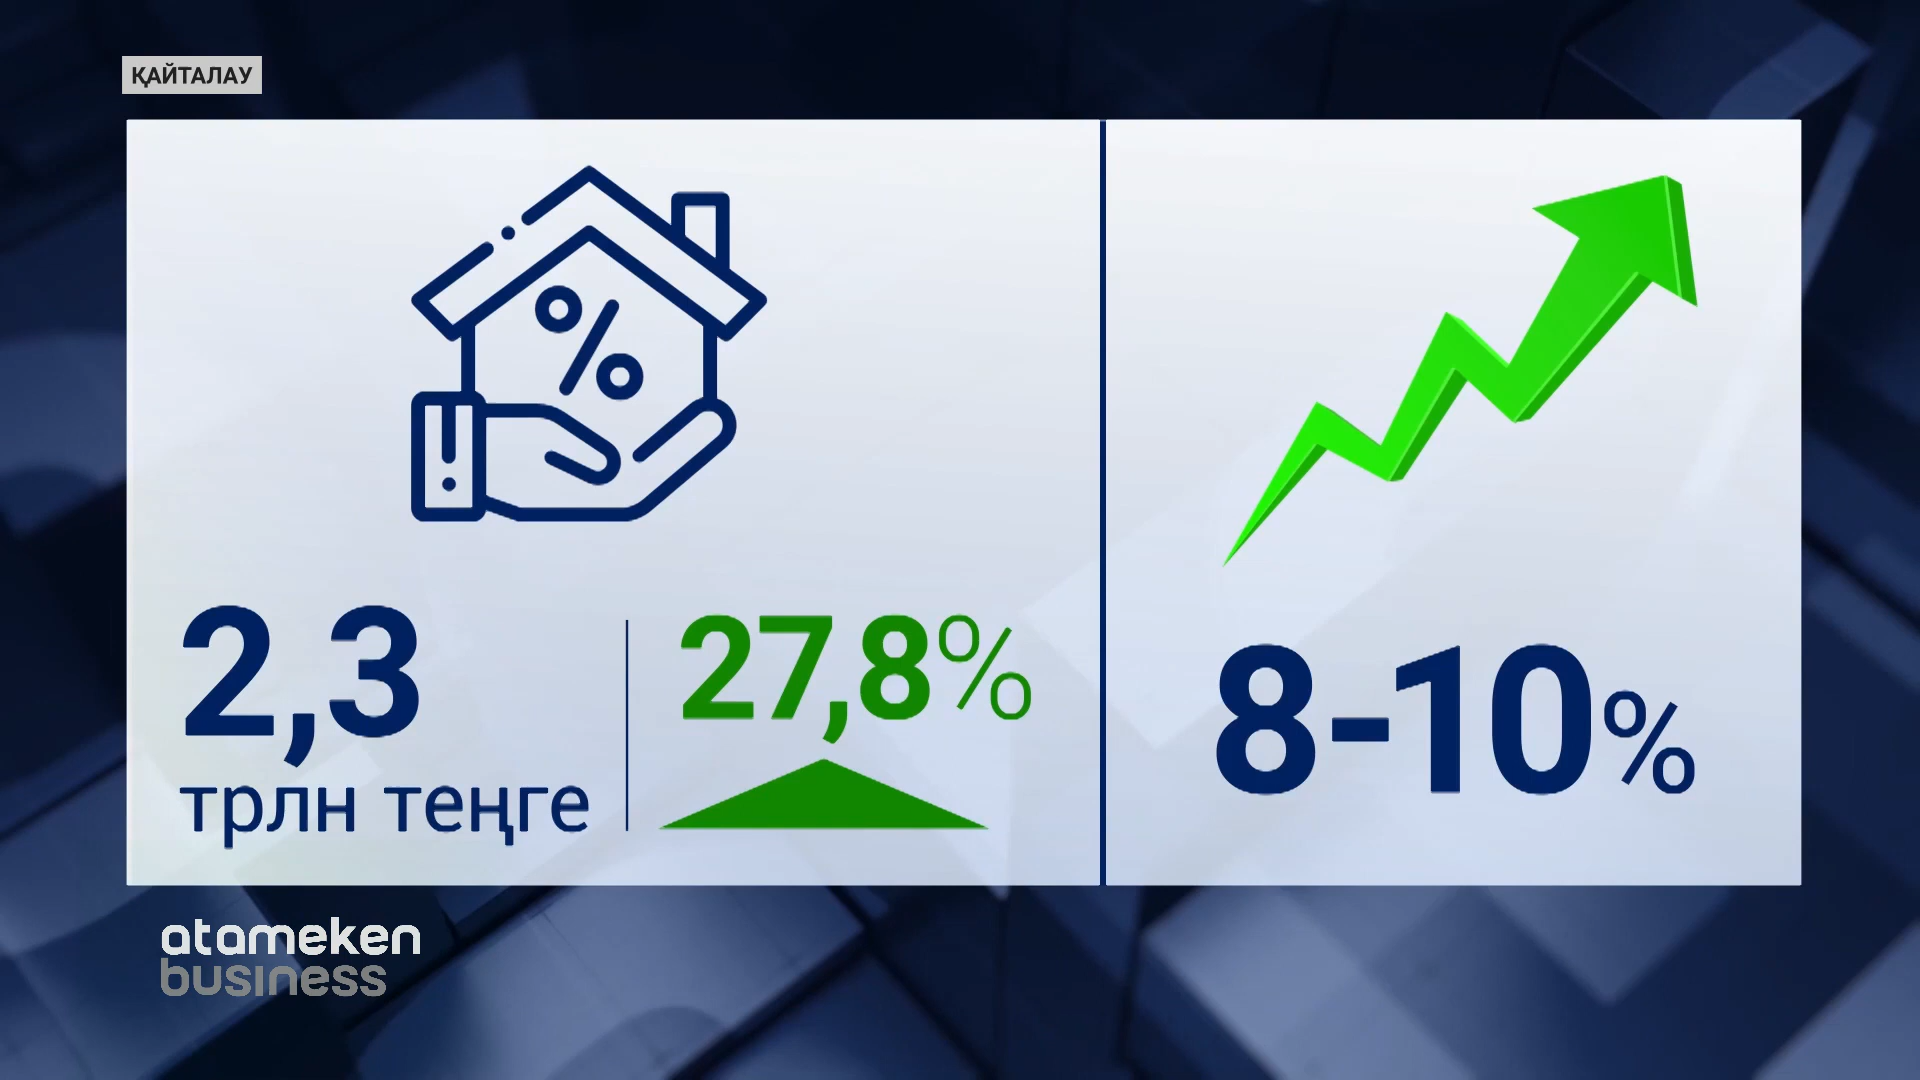 ҚАЙТАЛАУ
%
2,3
трлн теңге
27,8%
8-10%
atameken
business